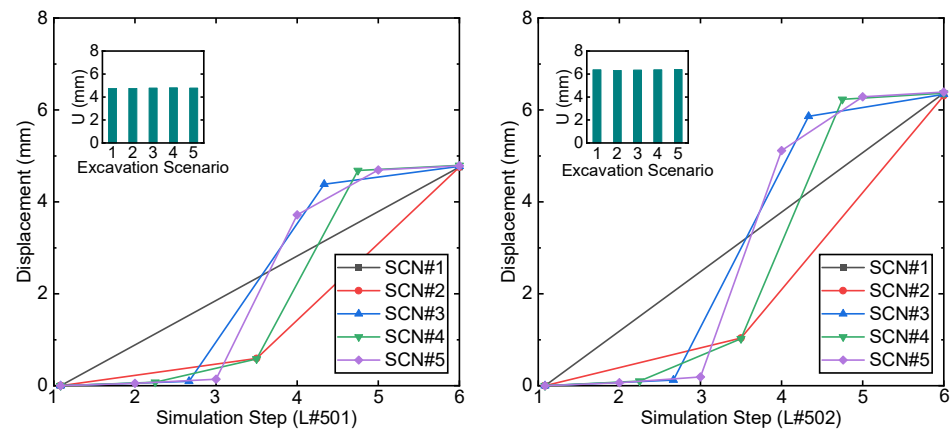 8
6
4
2
0
Displacement (mm)
8
6
4
2
0
U (mm)
1 2 3 4 5
Excavation Scenario
SCN#1
SCN#2
SCN#3
SCN#4
SCN#5
1 2 3 4 5 6
Simulation Step (L#501)
8
6
4
2
0
Displacement (mm)
8
6
4
2
0
U (mm)
1 2 3 4 5
Excavation Scenario
SCN#1
SCN#2
SCN#3
SCN#4
SCN#5
1 2 3 4 5 6
Simulation Step (L#502)